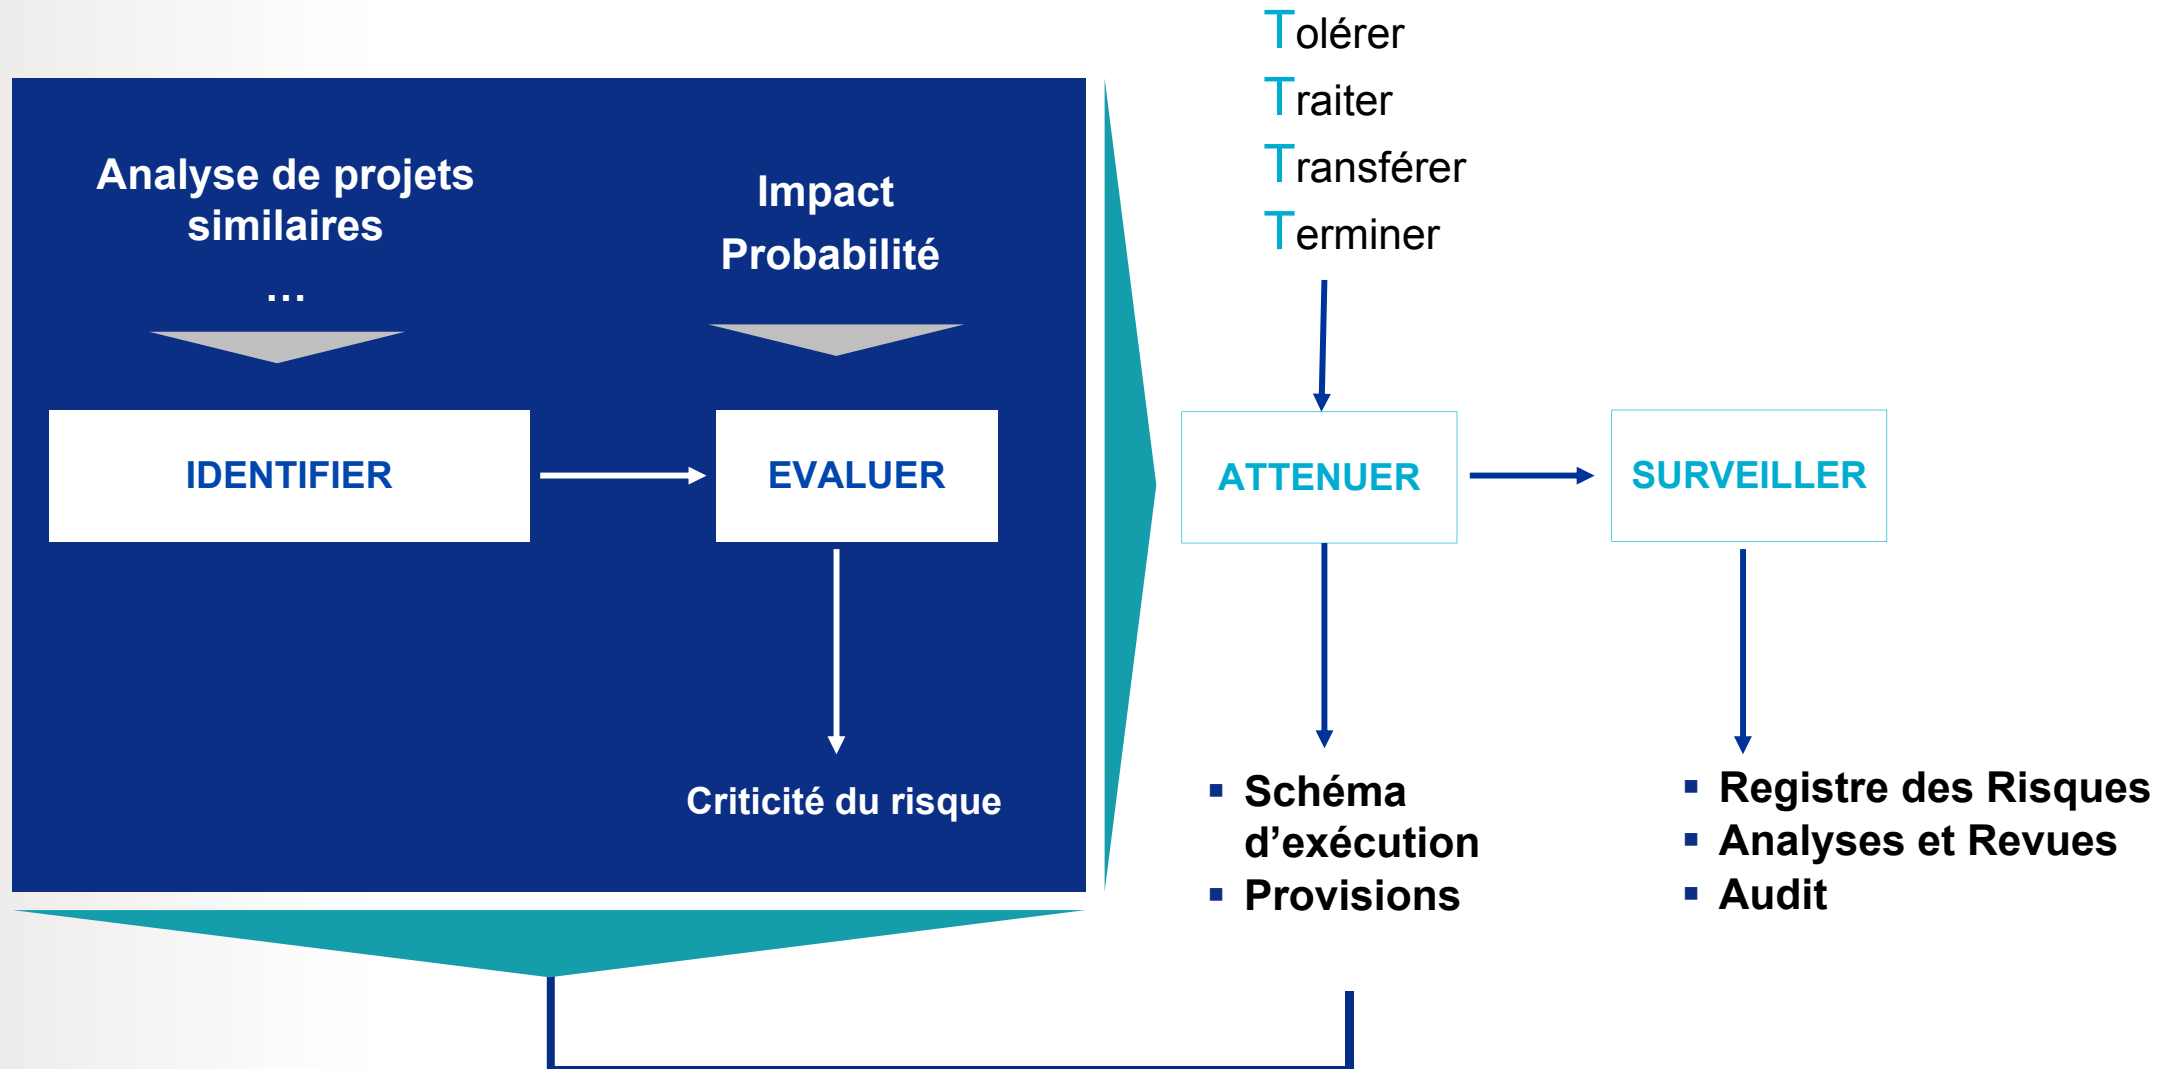 Tolérer
Traiter
Transférer
Terminer
Analyse de projets
similaires
…
Impact
Probabilité
IDENTIFIER
EVALUER
ATTENUER
SURVEILLER
Criticité du risque
▪ Schéma
d’exécution
▪ Provisions
▪ Registre des Risques
▪ Analyses et Revues
▪ Audit